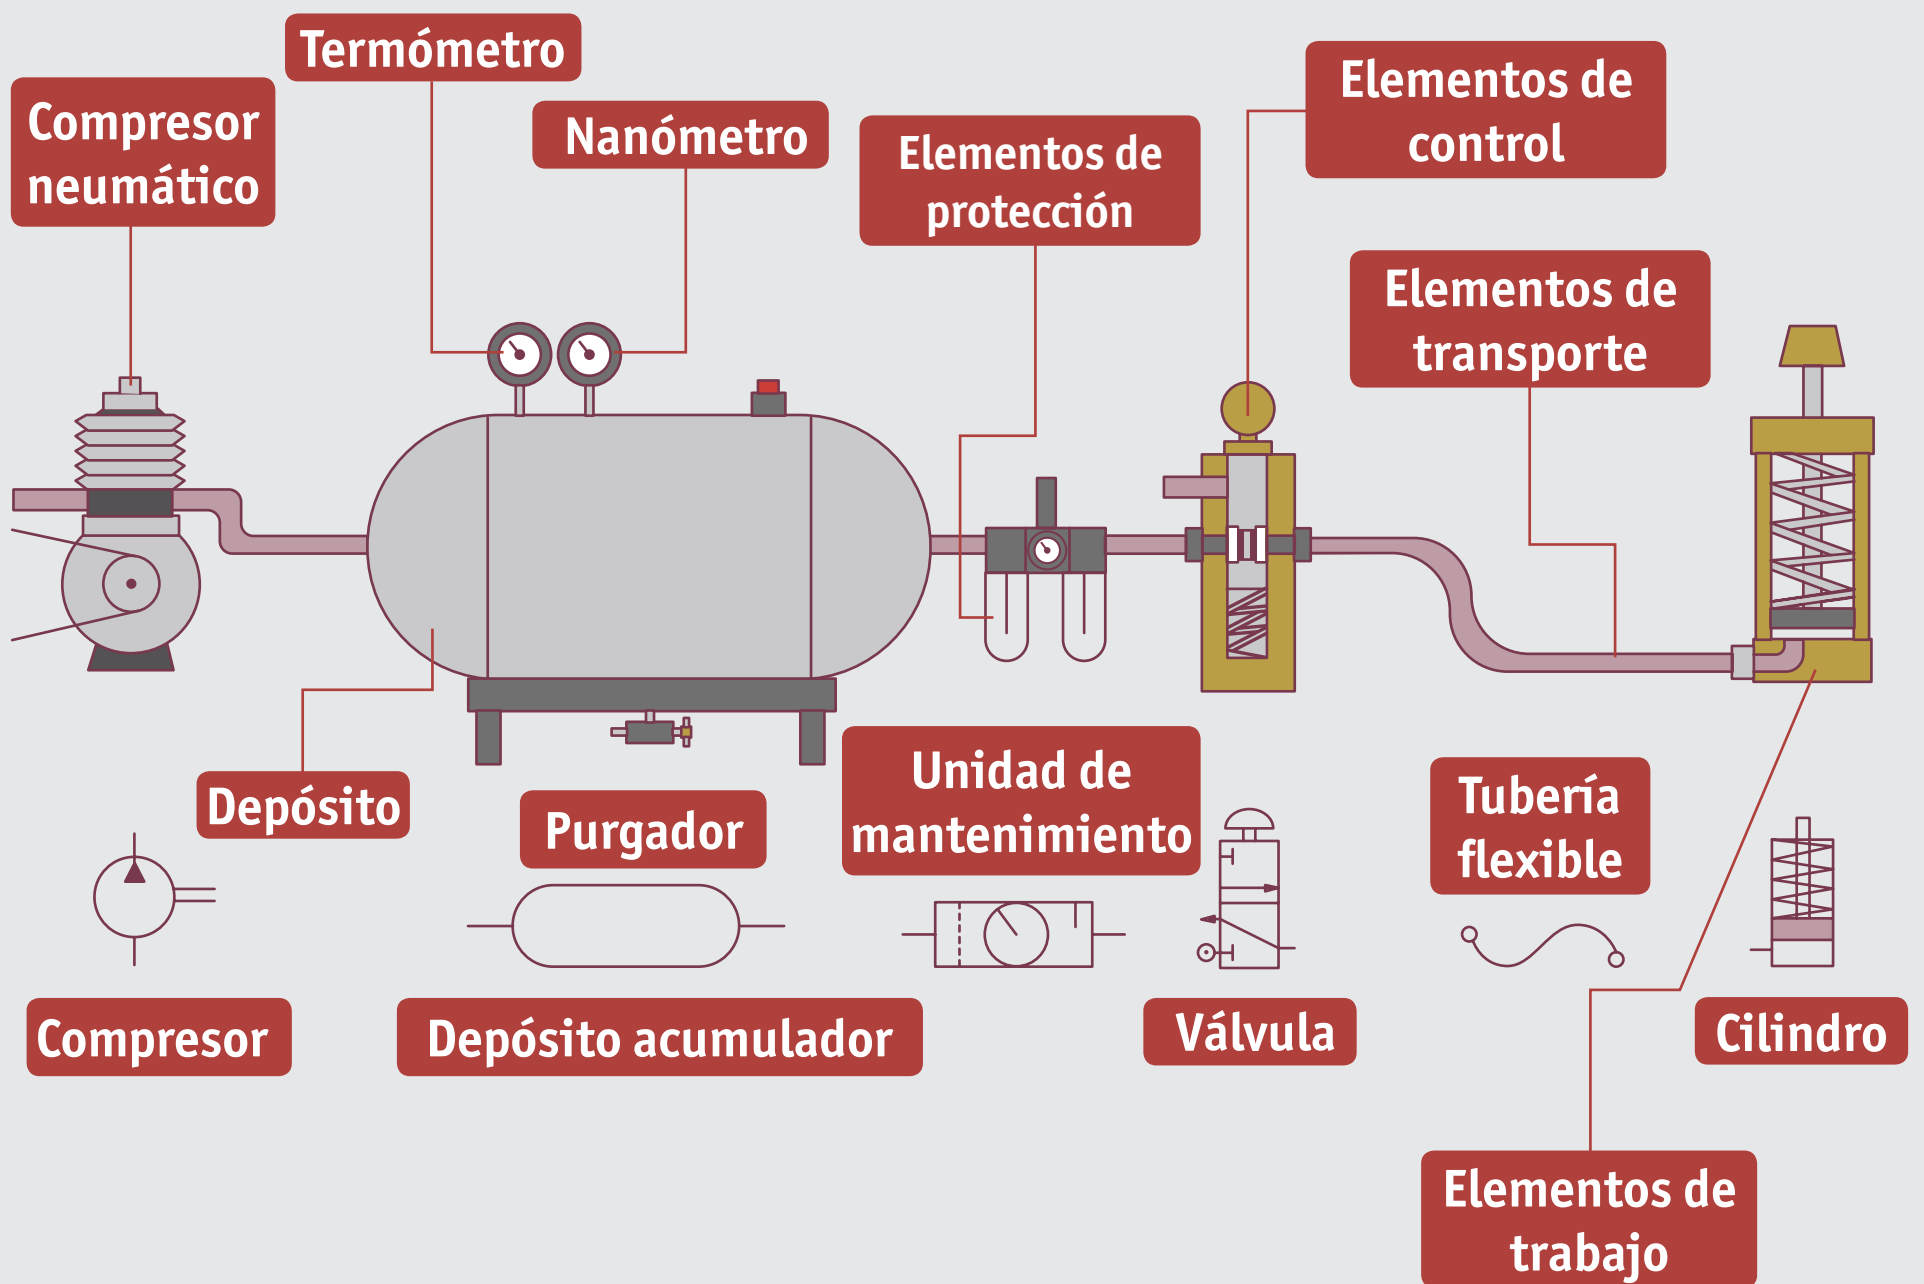 Termómetro
Compresor
neumático
Nanómetro
Elementos de
protección
Elementos de
control
Elementos de
transporte
Depósito
Purgador
Unidad de
mantenimiento
Tubería
flexible
Compresor
Depósito acumulador
Válvula
Cilindro
Elementos de
trabajo